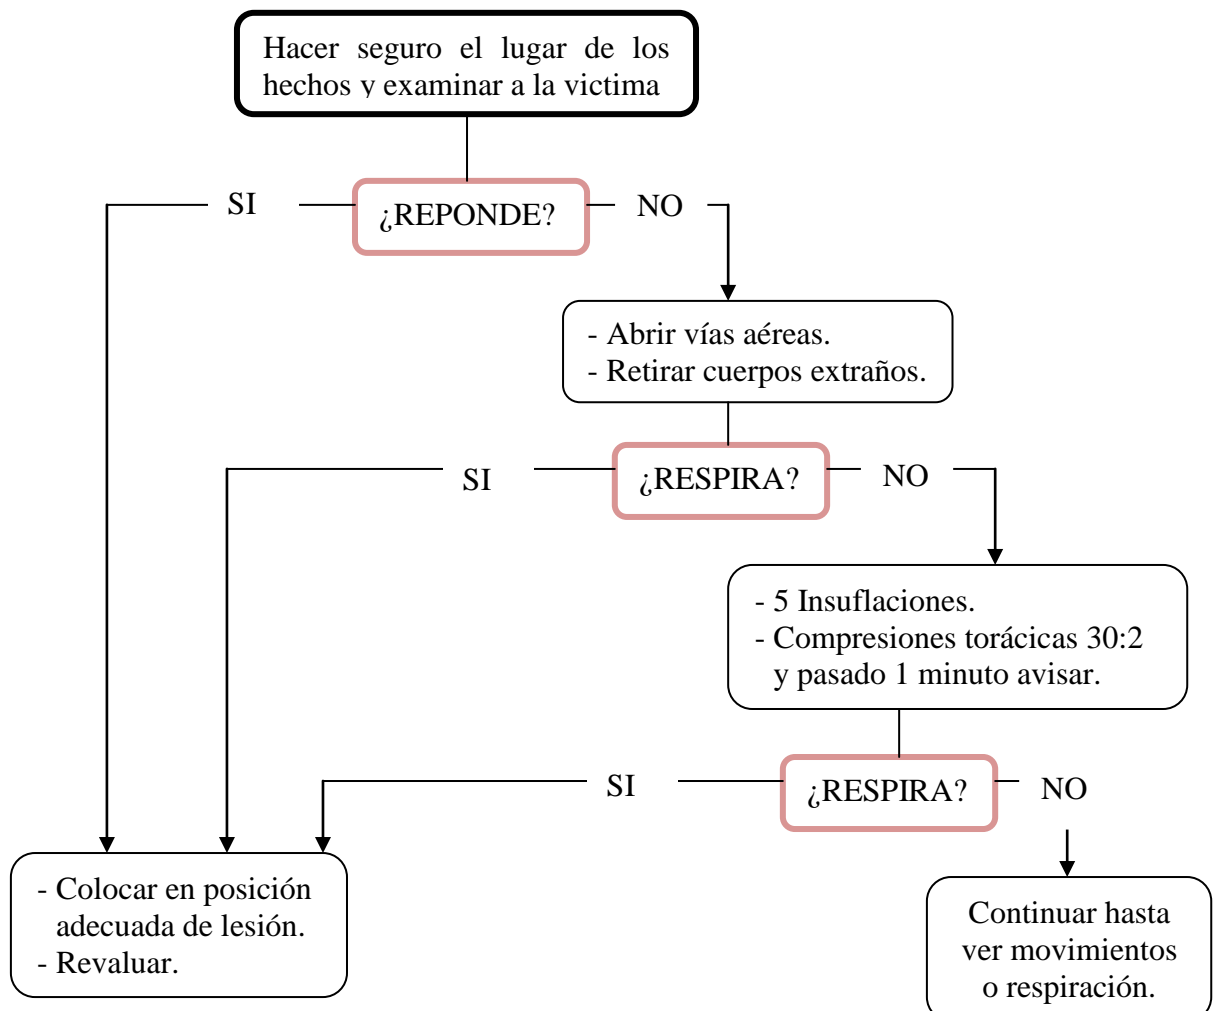 Hacer seguro el lugar de los
hechos y examinar a la victima
SI
¿REPONDE?
NO
- Abrir vías aéreas.
- Retirar cuerpos extraños.
SI
¿RESPIRA?
NO
- 5 Insuflaciones.
- Compresiones torácicas 30:2
y pasado 1 minuto avisar.
SI
¿RESPIRA?
NO
- Colocar en posición
adecuada de lesión.
- Revaluar.
Continuar hasta
ver movimientos
o respiración.